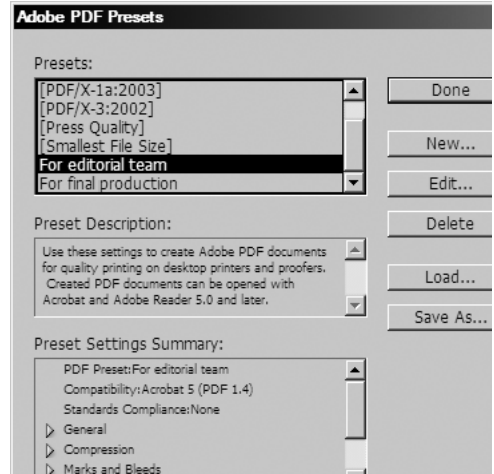 Adobe PDF Presets
Presets:
[PDF/X-1a:2003]
[PDF/X-3:2002]
[Press Quality]
[Smallest File Size]
For editorial team
For final production
Done
New...
Edit...
Delete
Load...
Save As...
Preset Description:
Use these settings to create Adobe PDF documents
for quality printing on desktop printers and proofers.
Created PDF documents can be opened with
Acrobat and Adobe Reader 5.0 and later.
Preset Settings Summary:
PDF Preset:For editorial team
Compatibility:Acrobat 5 (PDF 1.4)
Standards Compliance:None
General
Compression
Marks and Bleeds